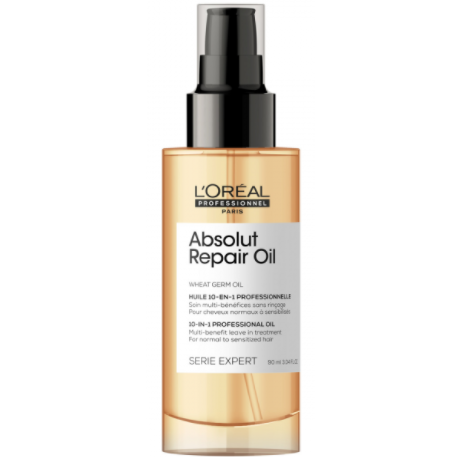 L'ORÉAL
PROFESSIONNEL
PARIS
Absolut
Repair Oil
WHEAT GERM OIL
HUILE 10-EN-1 PROFESSIONNELLE
Soin multi-bénéfices sans rinçage
Pour cheveux normaux à sensibilisés
10-IN-1 PROFESSIONAL OIL
Multi-benefit leave in treatment
For normal to sensitized hair
SERIE EXPERT
90 ml